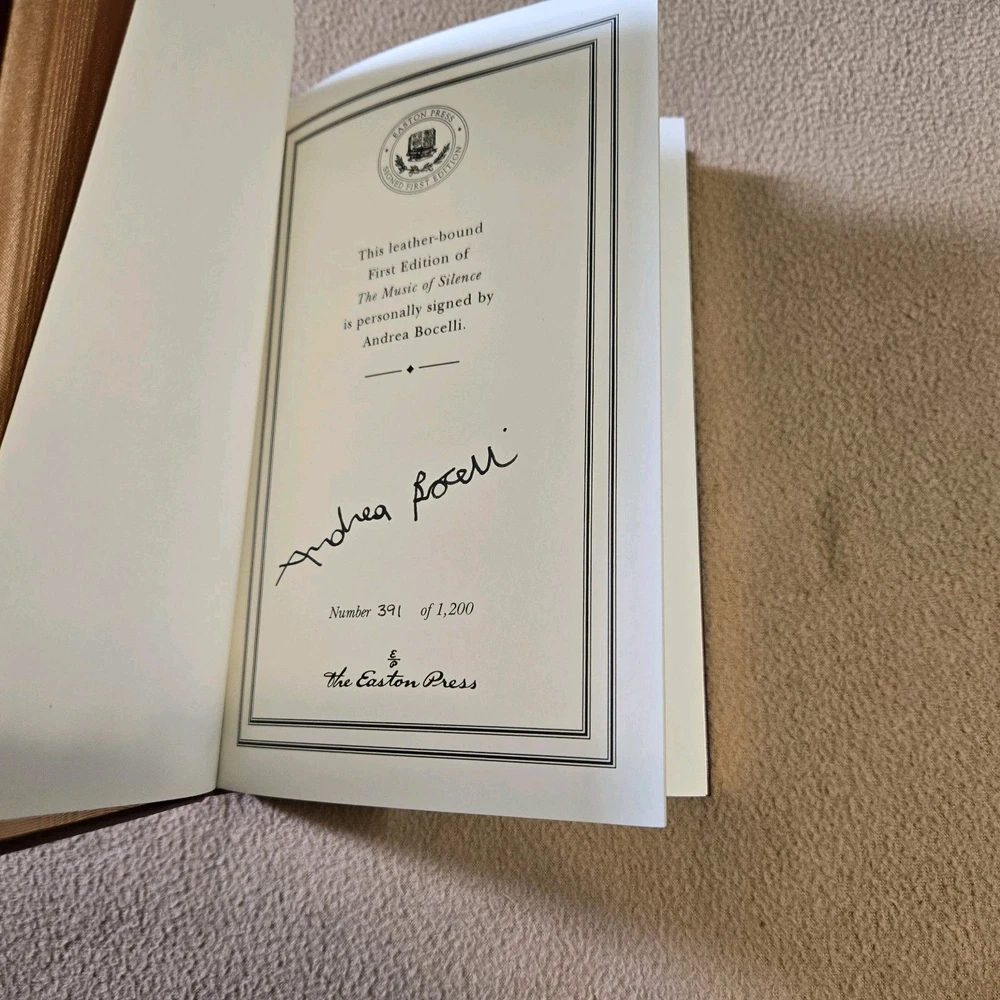 EASTON PRESS
SIGNED FIRST EDITION
This leather-bound
First Edition of
The Music of Silence
is personally signed by
Andrea Bocelli.
Andrea Bocelli
Number 391 of 1,200
E
P
the Easton Press